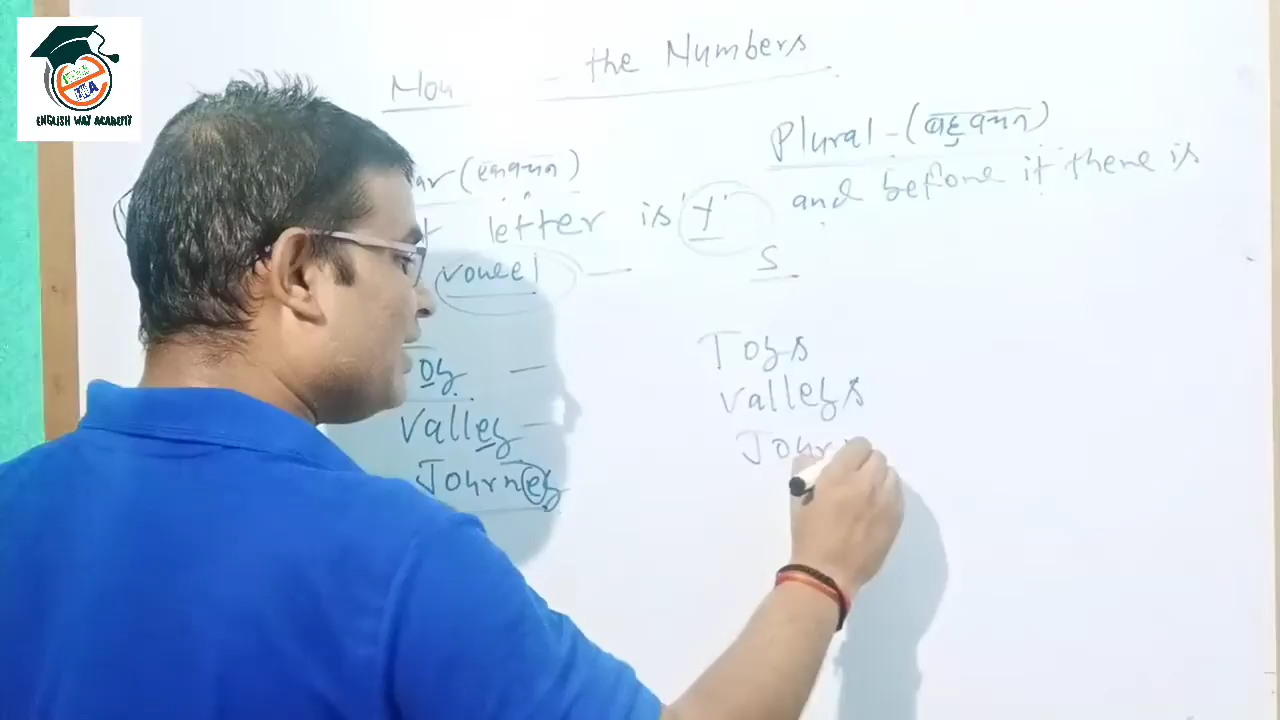 ENGLISH WAY ACADEMY
the Numbers
Plural - (बहुवचन)
letter is 'Y' and before it there is
vowel — S
Toys
Valley — Valleys
Journey